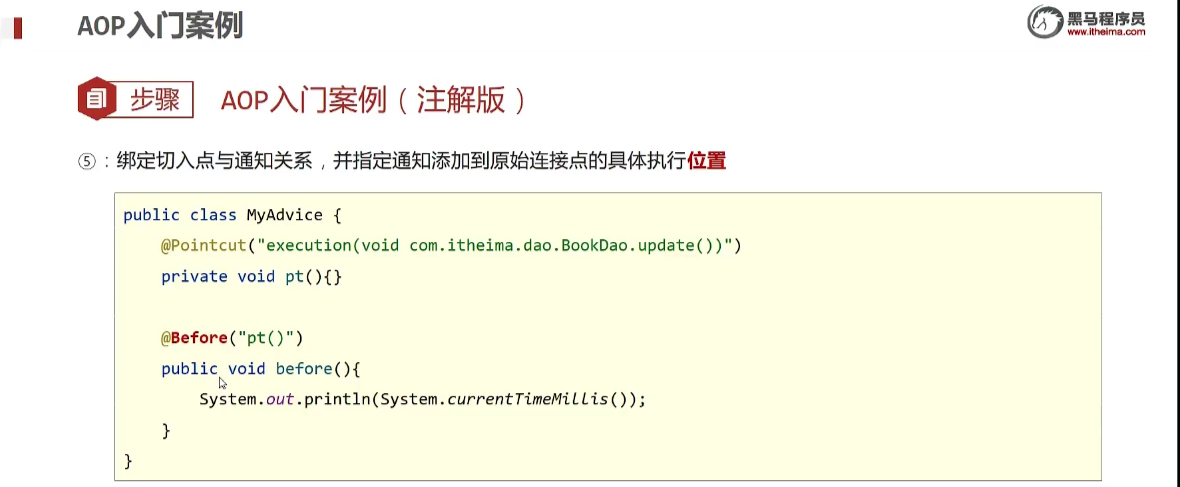 AOP入门案例
黑马程序员
www.itheima.com
步骤
AOP入门案例（注解版）
⑤：绑定切入点与通知关系，并指定通知添加到原始连接点的具体执行位置
public class MyAdvice {
@Pointcut("execution(void com.itheima.dao.BookDao.update())")
private void pt(){}
@Before("pt()")
public void before(){
System.out.println(System.currentTimeMillis());
}
}